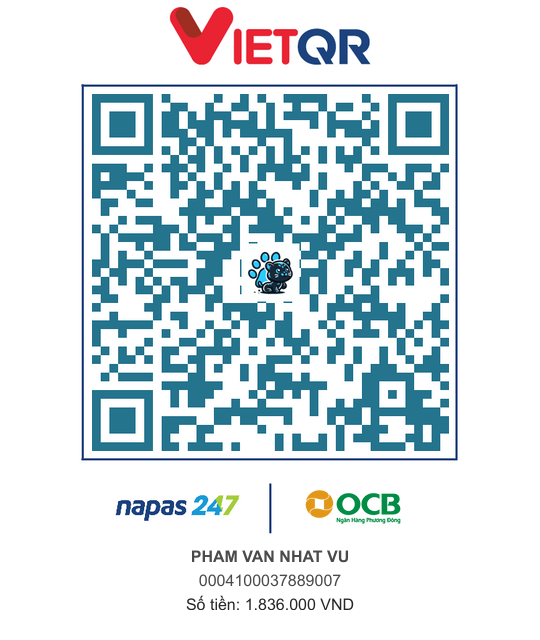 VIETQR
napas 247
OCB
Ngân Hàng Phương Đông
PHAM VAN NHAT VU
0004100037889007
Số tiền: 1.836.000 VND